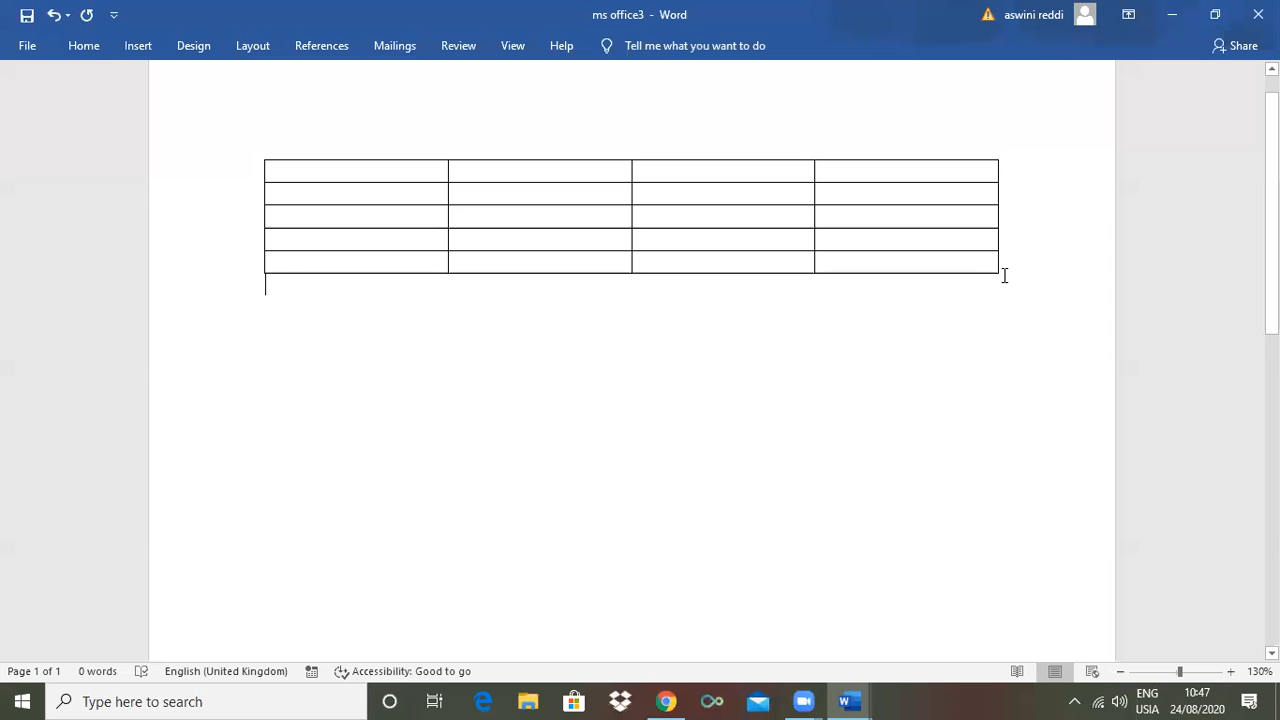 ms office3 - Word
aswini reddi
File Home Insert Design Layout References Mailings Review View Help Tell me what you want to do Share
Page 1 of 1 0 words English (United Kingdom) Accessibility: Good to go 130%
Type here to search
ENG 10:47
USIA 24/08/2020